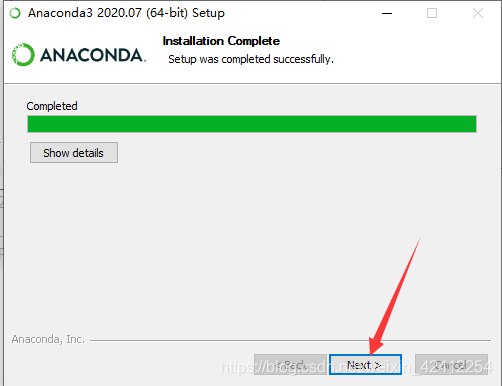 Anaconda3 2020.07 (64-bit) Setup
Installation Complete
Setup was completed successfully.
ANACONDA.
Completed
Show details
Anaconda, Inc.
< Back
Next >
Cancel
https://blog.csdn.net/weixin_42412254